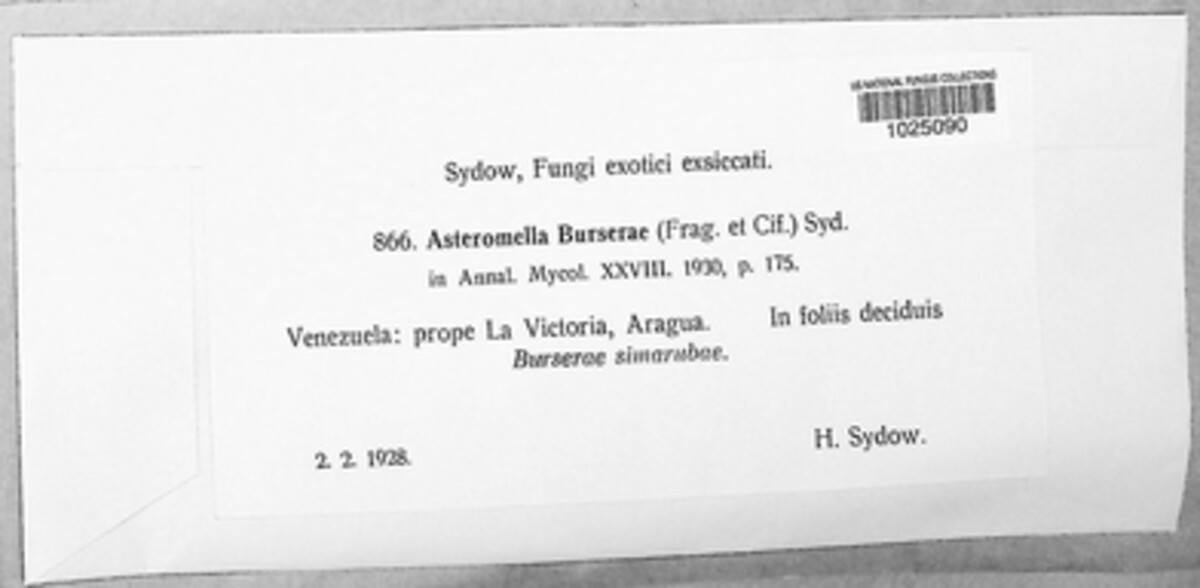 US NATIONAL FUNGUS COLLECTIONS
1025090
Sydow, Fungi exotici exsiccati.
866. Asteromella Burserae (Frag. et Cif.) Syd.
in Annal. Mycol. XXVIII. 1930, p. 175.
Venezuela: prope La Victoria, Aragua. In foliis deciduis
Burserae simarubae.
2. 2. 1928.
H. Sydow.